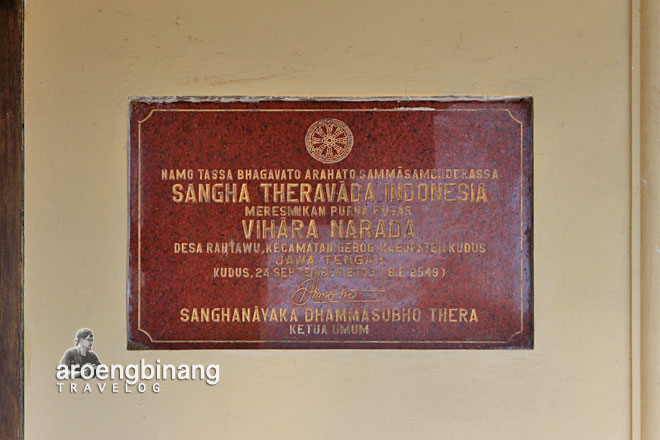 NAMO TASSA BHAGAVATO ARAHATO SAMMĀSAMBUDDHASSA
SANGHA THERAVĀDA INDONESIA
MERESMIKAN PURNA PUGAR
VIHĀRA NARADA
DESA RAHTAWU, KECAMATAN GEBOG KABUPATEN KUDUS
JAWA TENGAH
KUDUS, 24 SEPTEMBER (B.E 2549)
SANGHANĀYAKA DHAMMASUBHO THERA
KETUA UMUM
aroengbinang
TRAVELOG